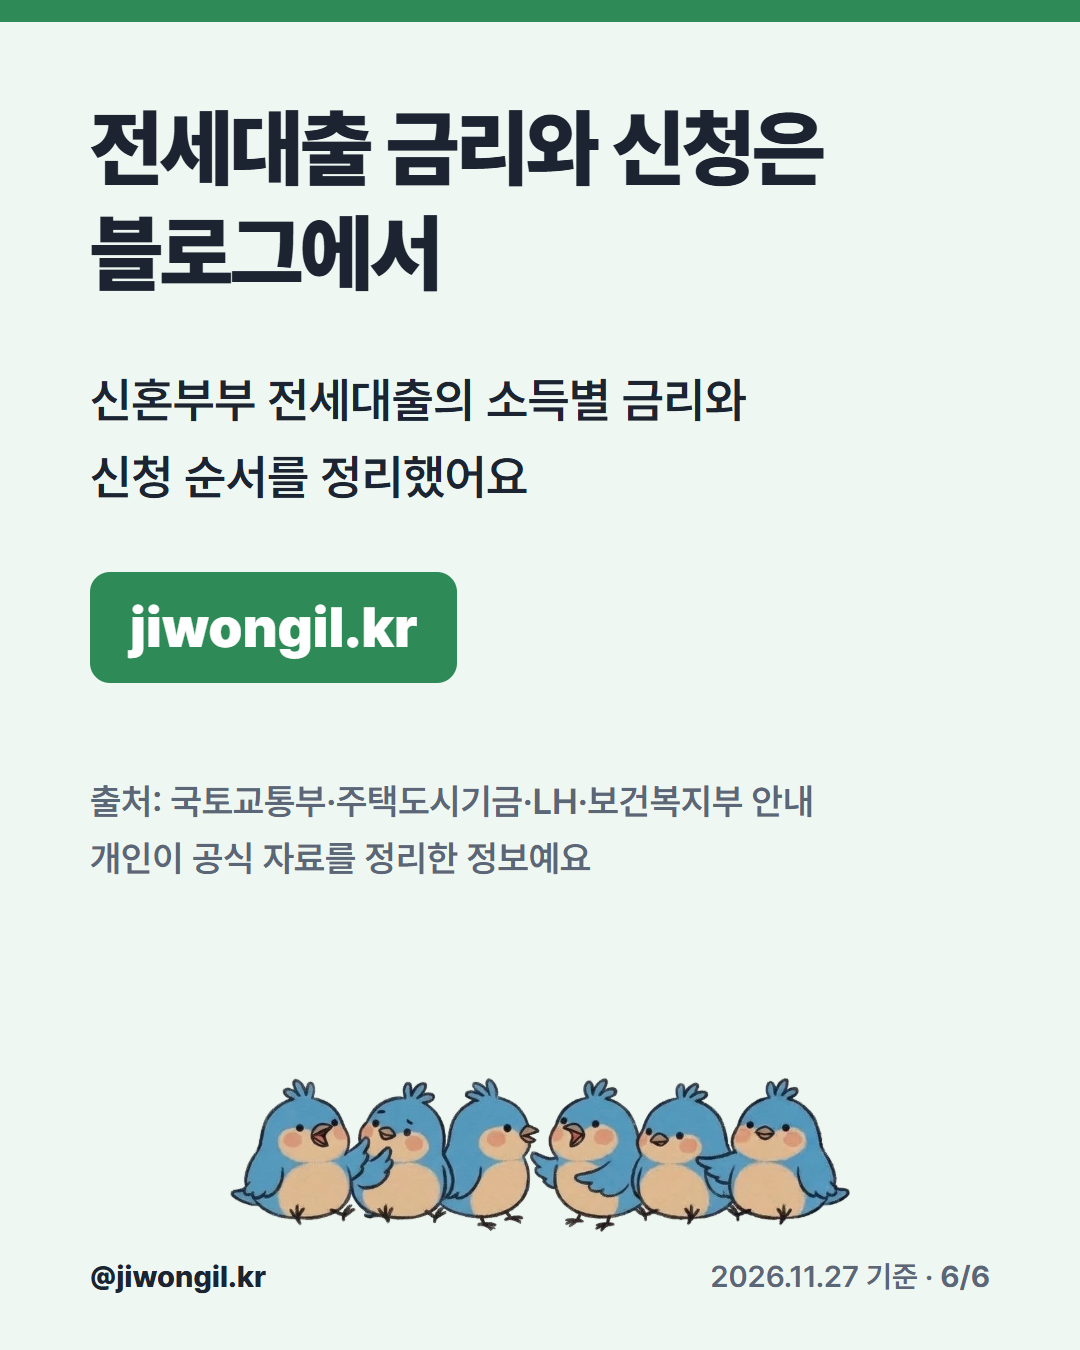 전세대출 금리와 신청은
블로그에서
신혼부부 전세대출의 소득별 금리와
신청 순서를 정리했어요
jiwongil.kr
출처: 국토교통부·주택도시기금·LH·보건복지부 안내
개인이 공식 자료를 정리한 정보예요
@jiwongil.kr
2026.11.27 기준 · 6/6